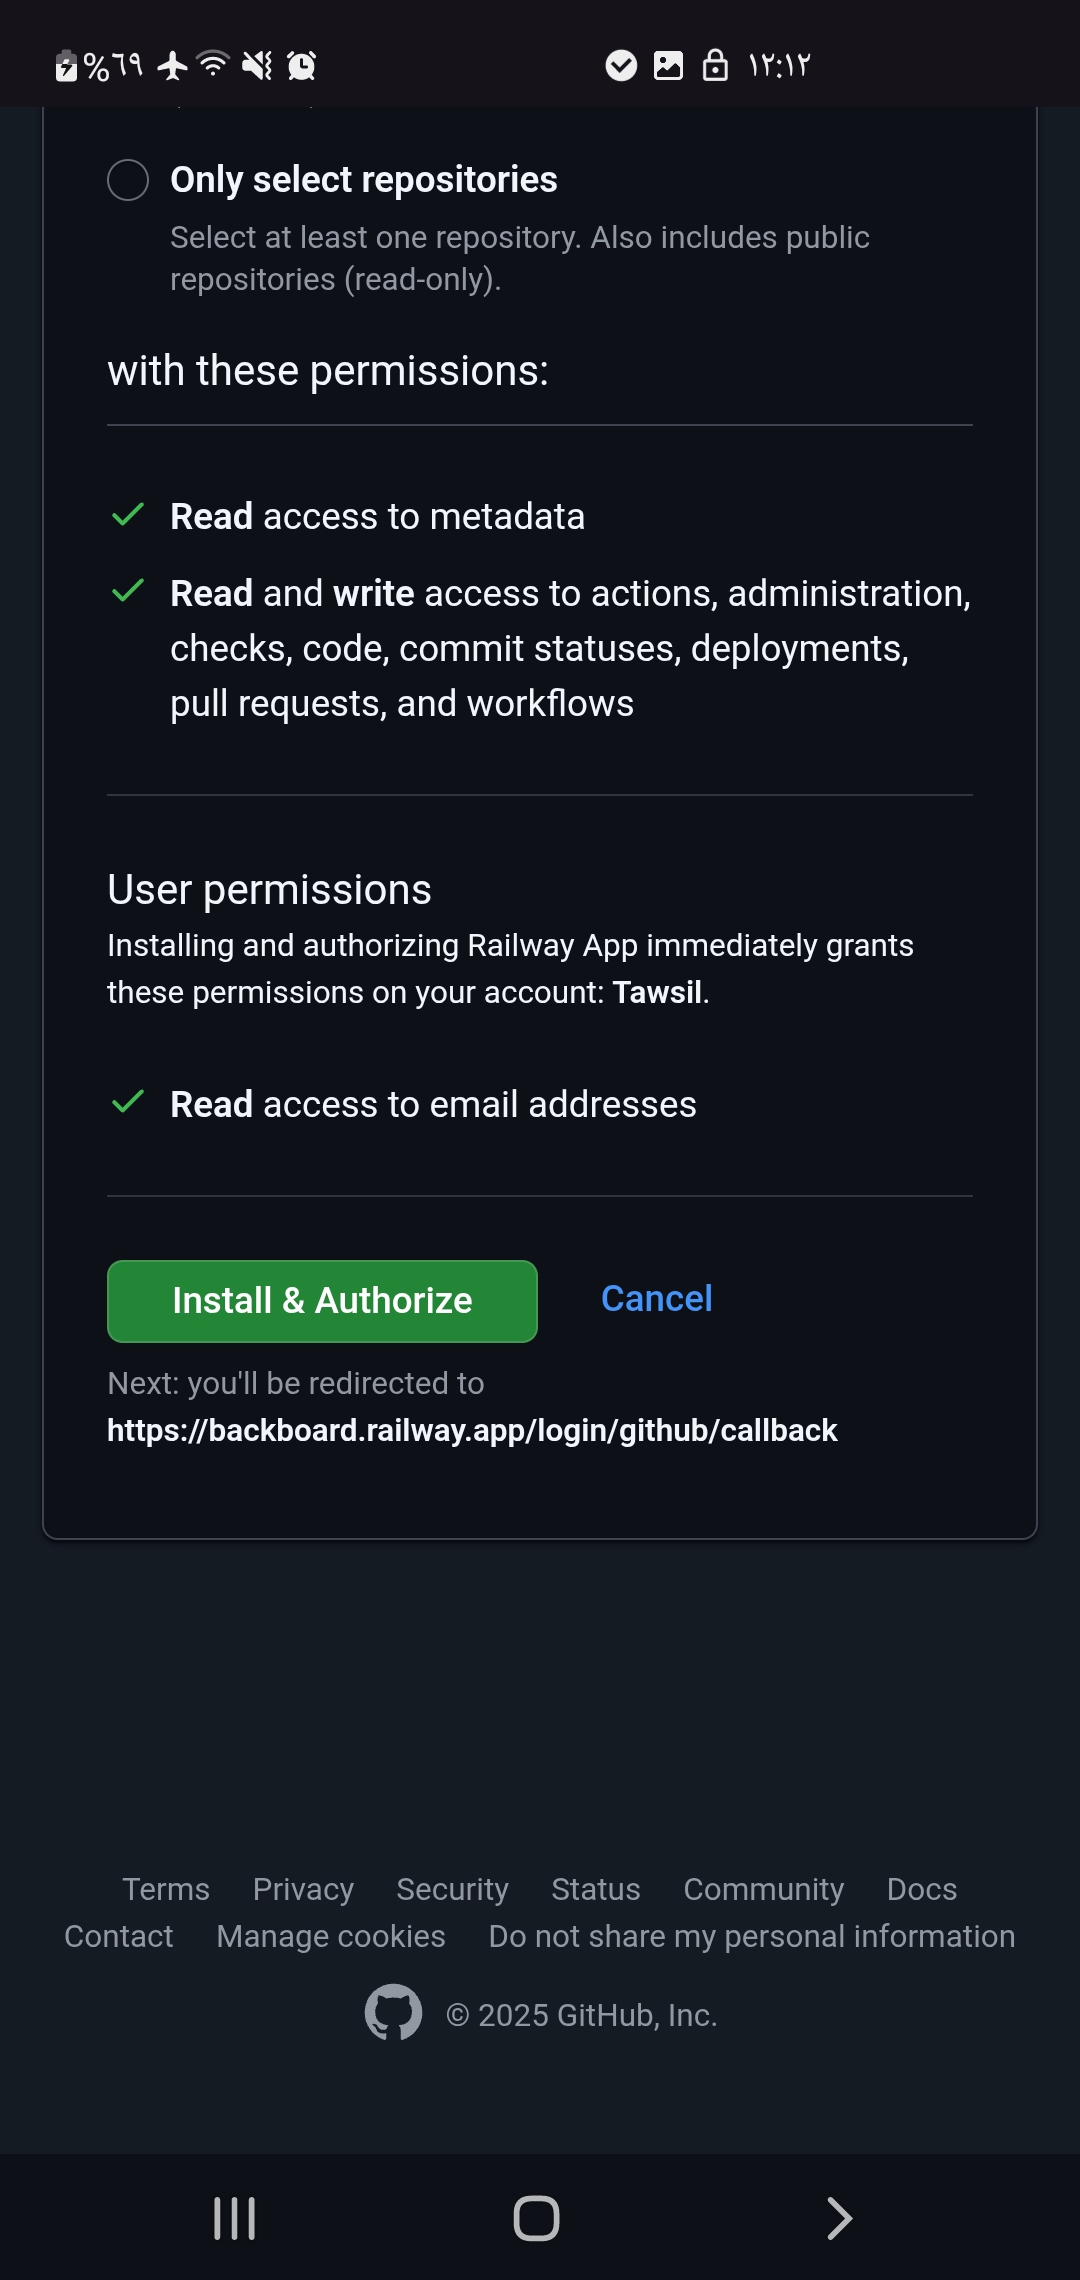 %٦٩
١٢:١٢
Only select repositories
Select at least one repository. Also includes public
repositories (read-only).
with these permissions:
Read access to metadata
Read and write access to actions, administration,
checks, code, commit statuses, deployments,
pull requests, and workflows
User permissions
Installing and authorizing Railway App immediately grants
these permissions on your account: Tawsil.
Read access to email addresses
Install & Authorize
Cancel
Next: you'll be redirected to
https://backboard.railway.app/login/github/callback
Terms Privacy Security Status Community Docs
Contact Manage cookies Do not share my personal information
© 2025 GitHub, Inc.